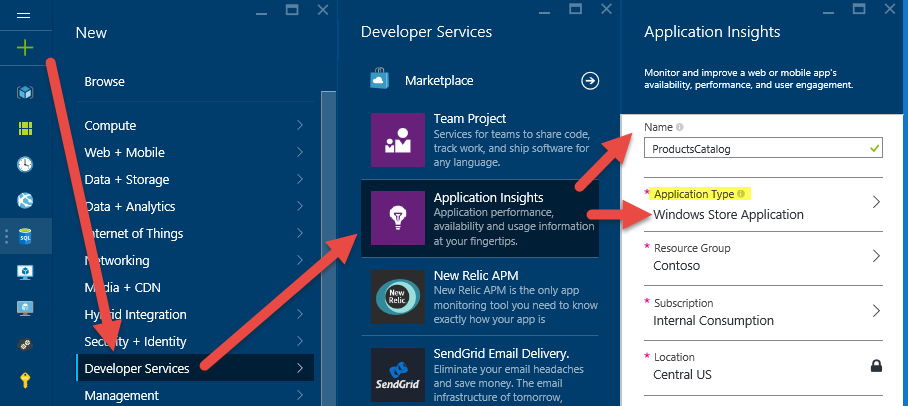 New
Browse
Compute
Web + Mobile
Data + Storage
Data + Analytics
Internet of Things
Networking
Media + CDN
Hybrid Integration
Security + Identity
Developer Services
Management
SQL
Developer Services
Marketplace
Team Project
Services for teams to share code,
track work, and ship software for
any language.
Application Insights
Application performance,
availability and usage information
at your fingertips.
New
Relic
New Relic APM
New Relic APM is the only app
monitoring tool you need to know
exactly how your app is
SendGrid
SendGrid Email Delivery.
Eliminate your email headaches
and save money. The email
infrastructure of tomorrow,
Application Insights
Monitor and improve a web or mobile app's
availability, performance, and user engagement.
Name
ProductsCatalog
* Application Type
Windows Store Application
* Resource Group
Contoso
* Subscription
Internal Consumption
* Location
Central US